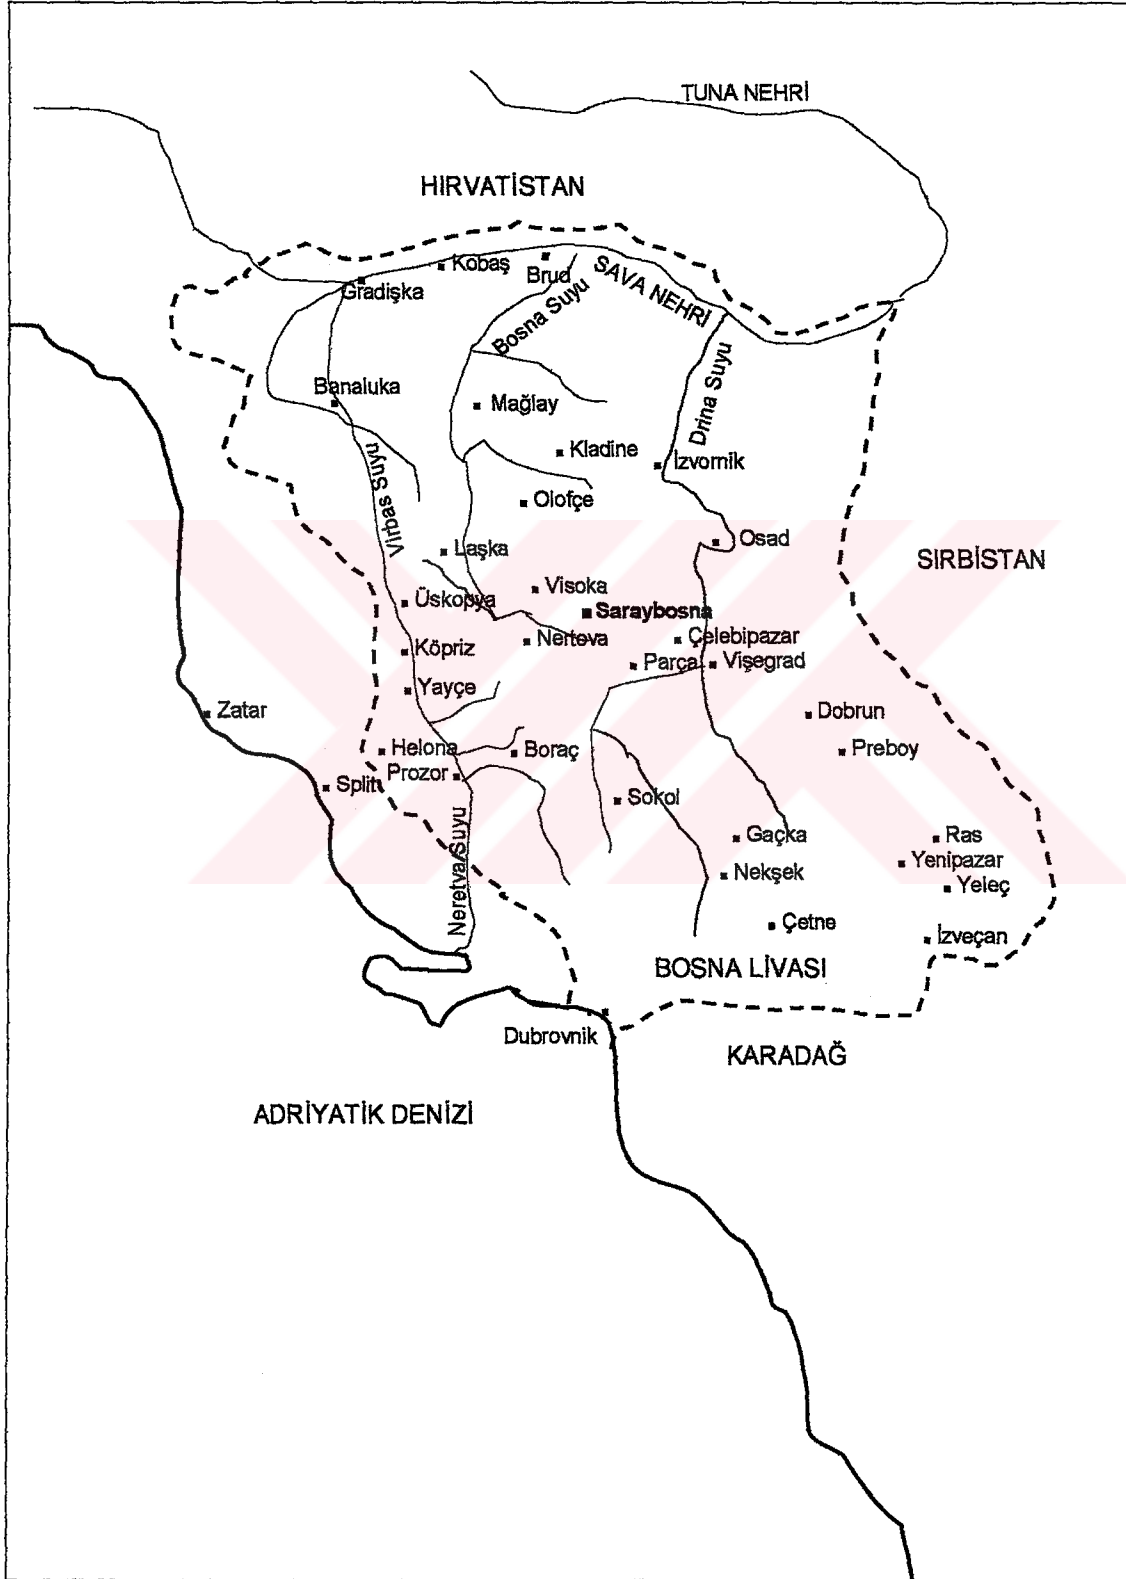 TUNA NEHRİ
HIRVATİSTAN
Kobaş
Brud
SAVA NEHRİ
Gradişka
Bosna Suyu
Drina Suyu
Banaluka
Mağlay
Kladine
İzvornik
Virbas Suyu
Olofçe
Osad
Laşka
SIRBİSTAN
Visoka
Üsköpya
Saraybosna
Nerteva
Çelebipazar
Köpriz
Parça
Vişegrad
Yayçe
Zatar
Dobrun
Helona
Boraç
Preboy
Prozor
Split
Sokol
Neretva Suyu
Gaçka
Ras
Yenipazar
Nekşek
Yeleç
Çetne
İzveçan
BOSNA LİVASI
Dubrovnik
KARADAĞ
ADRİYATİK DENİZİ